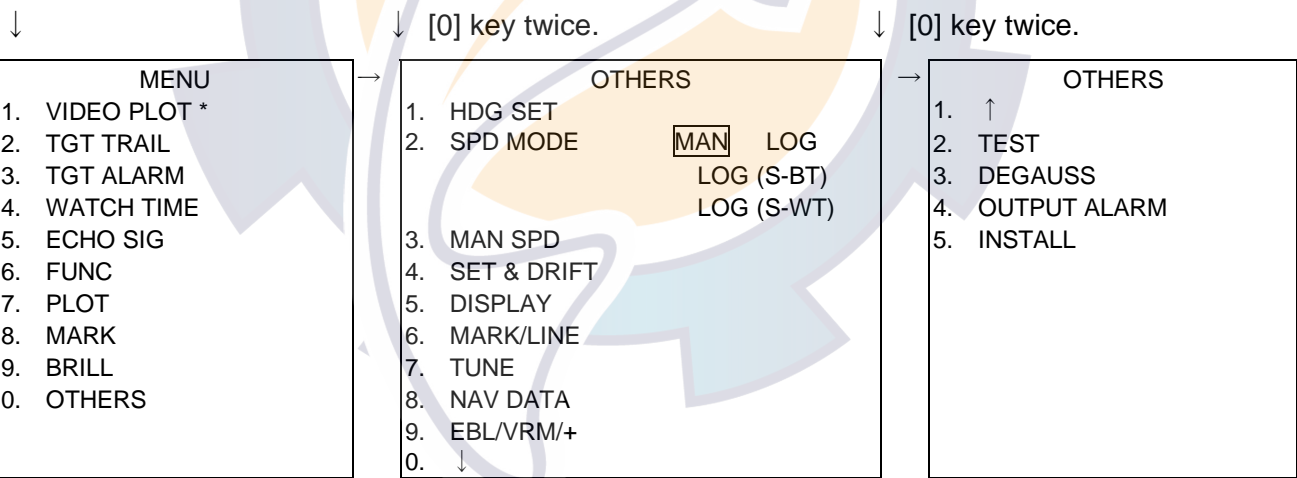 ↓ ↓ [0] key twice. ↓ [0] key twice.
MENU
1. VIDEO PLOT *
2. TGT TRAIL
3. TGT ALARM
4. WATCH TIME
5. ECHO SIG
6. FUNC
7. PLOT
8. MARK
9. BRILL
0. OTHERS
→
OTHERS
1. HDG SET
2. SPD MODE MAN LOG
LOG (S-BT)
LOG (S-WT)
3. MAN SPD
4. SET & DRIFT
5. DISPLAY
6. MARK/LINE
7. TUNE
8. NAV DATA
9. EBL/VRM/+
0. ↓
→
OTHERS
1. ↑
2. TEST
3. DEGAUSS
4. OUTPUT ALARM
5. INSTALL